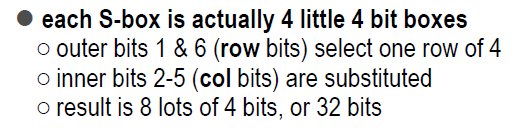 ● each S-box is actually 4 little 4 bit boxes
○ outer bits 1 & 6 (row bits) select one row of 4
○ inner bits 2-5 (col bits) are substituted
○ result is 8 lots of 4 bits, or 32 bits